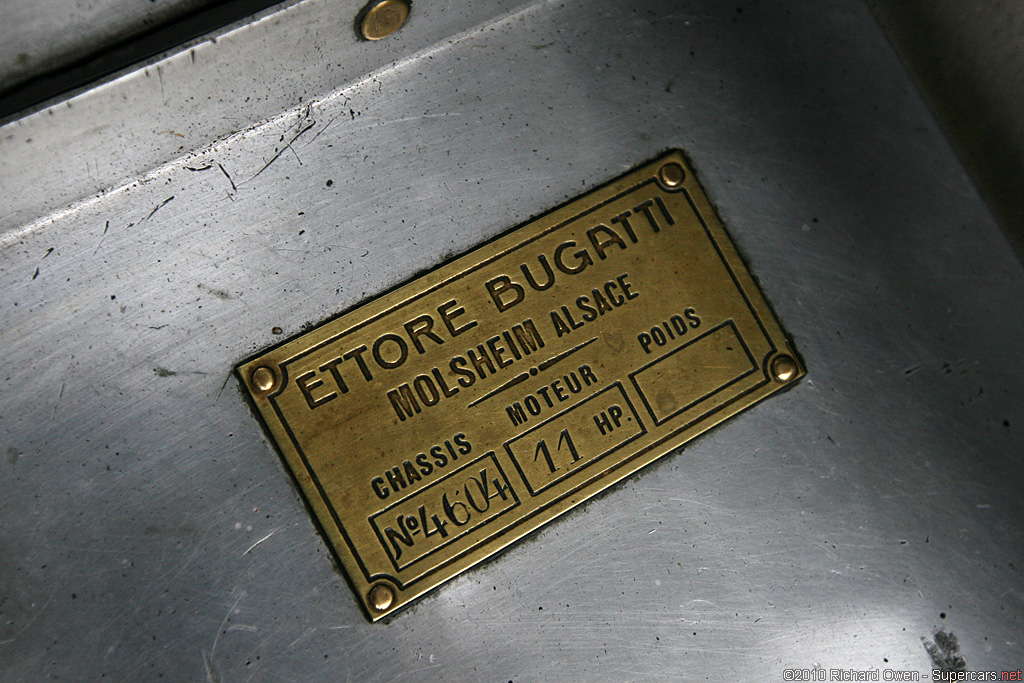 ETTORE BUGATTI
MOLSHEIM ALSACE
CHASSIS MOTEUR POIDS
Nº4604 11 HP.
©2010 Richard Owen - Supercars.net